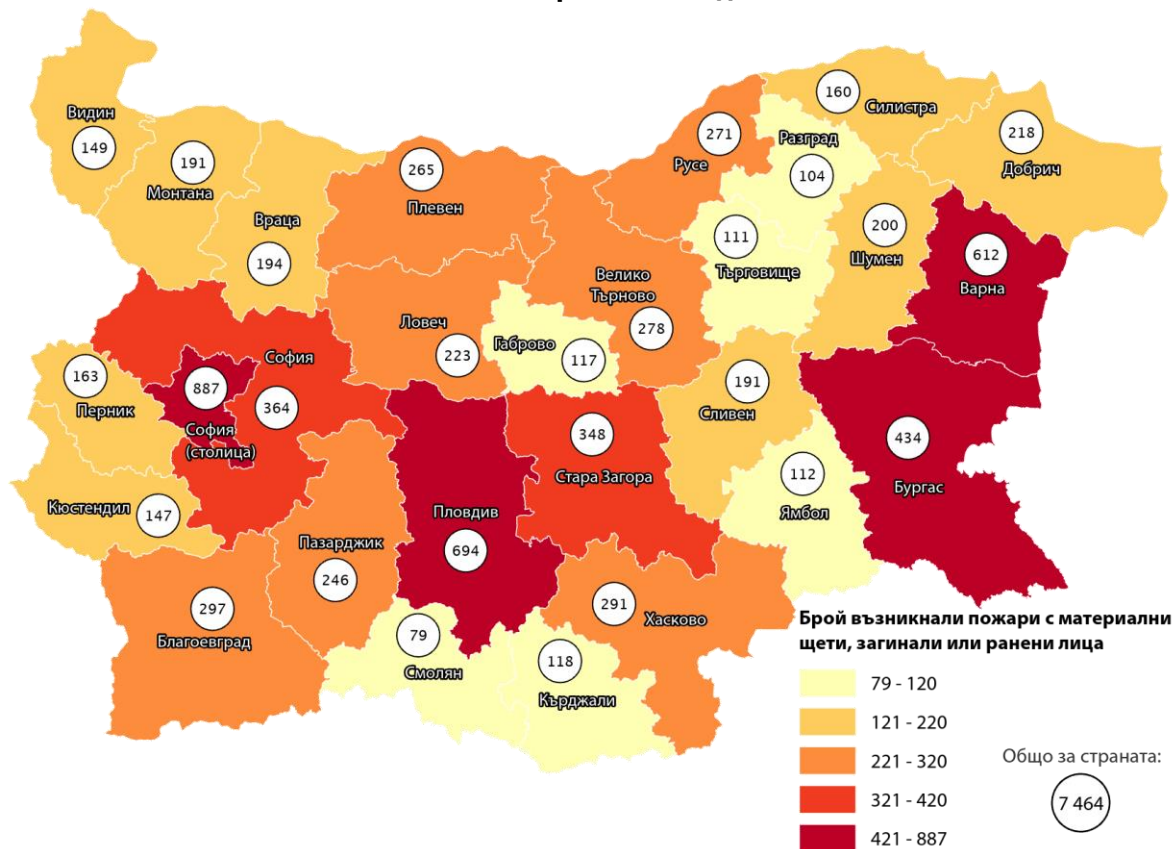 Видин
149
191
Монтана
Враца
194
265
Плевен
271
Русе
Разград
104
160
Силистра
218
Добрич
111
Търговище
200
Шумен
612
Варна
Велико
Търново
278
Ловеч
223
Габрово
117
София
364
887
София
(столица)
163
Перник
Кюстендил
147
348
Стара Загора
191
Сливен
112
Ямбол
434
Бургас
Пловдив
694
Пазарджик
246
297
Благоевград
79
Смолян
118
Кърджали
291
Хасково
Брой възникнали пожари с материални
щети, загинали или ранени лица
79 - 120
121 - 220
221 - 320
321 - 420
421 - 887
Общо за страната:
7 464